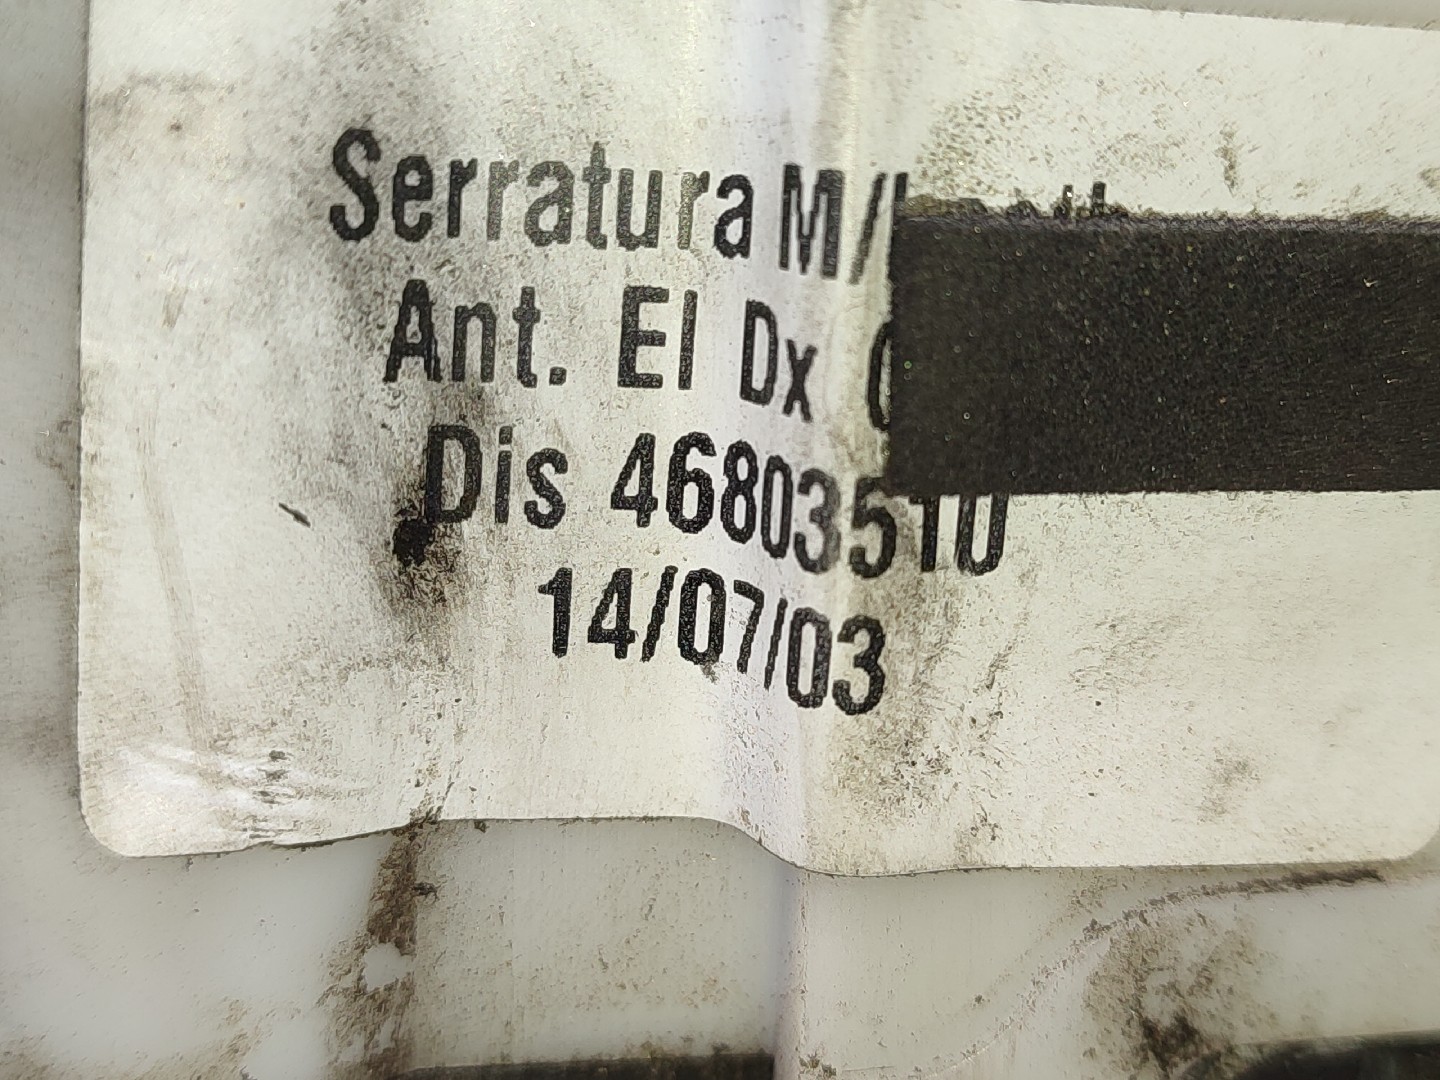 Serratura
Ant. El Dx
Dis 46803510
14/07/03